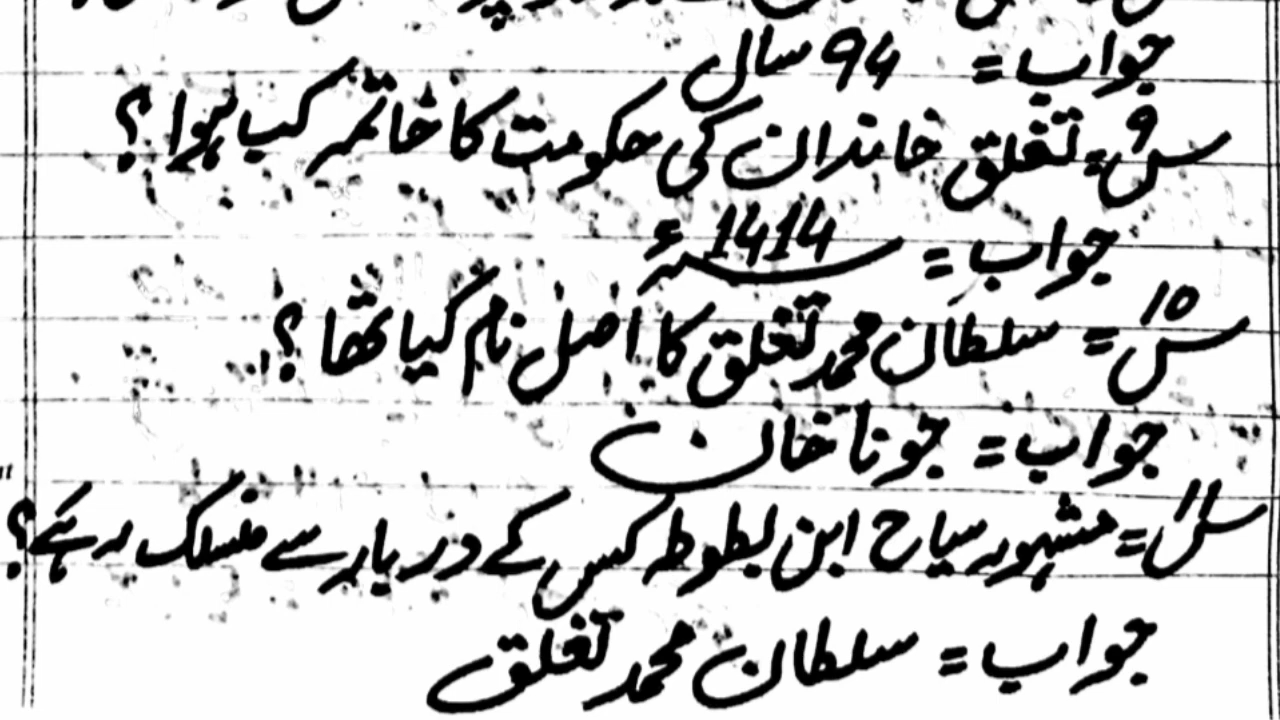 جواب = 94 سال
س9 = تغلق خاندان کی حکومت کا خاتمہ کب ہوا ؟
جواب = 1414ء
س10 = سلطان محمد تغلق کا اصل نام کیا تھا ؟
جواب = جونا خان
س11 = مشہور سیاح ابن بطوطہ کس کے دربار سے منسلک رہے ؟
جواب = سلطان محمد تغلق